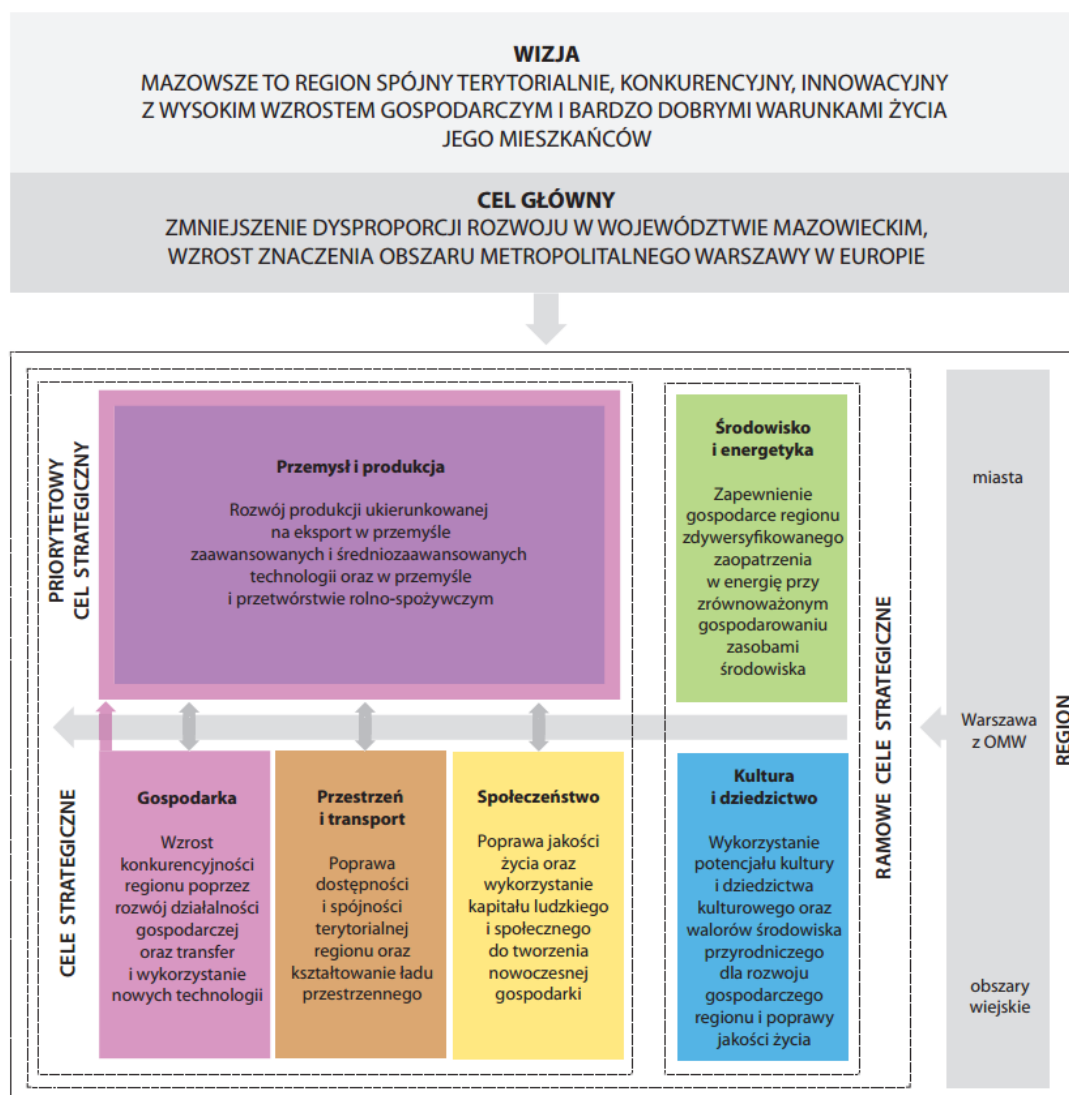 WIZJA
MAZOWSZE TO REGION SPÓJNY TERYTORIALNIE, KONKURENCYJNY, INNOWACYJNY
Z WYSOKIM WZROSTEM GOSPODARCZYM I BARDZO DOBRYMI WARUNKAMI ŻYCIA
JEGO MIESZKAŃCÓW
CEL GŁÓWNY
ZMNIEJSZENIE DYSPROPORCJI ROZWOJU W WOJEWÓDZTWIE MAZOWIECKIM,
WZROST ZNACZENIA OBSZARU METROPOLITALNEGO WARSZAWY W EUROPIE
PRIORYTETOWY
CEL STRATEGICZNY
Przemysł i produkcja
Rozwój produkcji ukierunkowanej
na eksport w przemyśle
zaawansowanych i średniozaawansowanych
technologii oraz w przemyśle
i przetwórstwie rolno-spożywczym
Środowisko
i energetyka
Zapewnienie
gospodarce regionu
zdywersyfikowanego
zaopatrzenia
w energię przy
zrównoważonym
gospodarowaniu
zasobami
środowiska
CELE STRATEGICZNE
Gospodarka
Wzrost
konkurencyjności
regionu poprzez
rozwój działalności
gospodarczej
oraz transfer
i wykorzystanie
nowych technologii
Przestrzeń
i transport
Poprawa
dostępności
i spójności
terytorialnej
regionu oraz
kształtowanie ładu
przestrzennego
Społeczeństwo
Poprawa jakości
życia oraz
wykorzystanie
kapitału ludzkiego
i społecznego
do tworzenia
nowoczesnej
gospodarki
Kultura
i dziedzictwo
Wykorzystanie
potencjału kultury
i dziedzictwa
kulturowego oraz
walorów środowiska
przyrodniczego
dla rozwoju
gospodarczego
regionu i poprawy
jakości życia
RAMOWE CELE STRATEGICZNE
miasta
Warszawa
z OMW
obszary
wiejskie
REGION